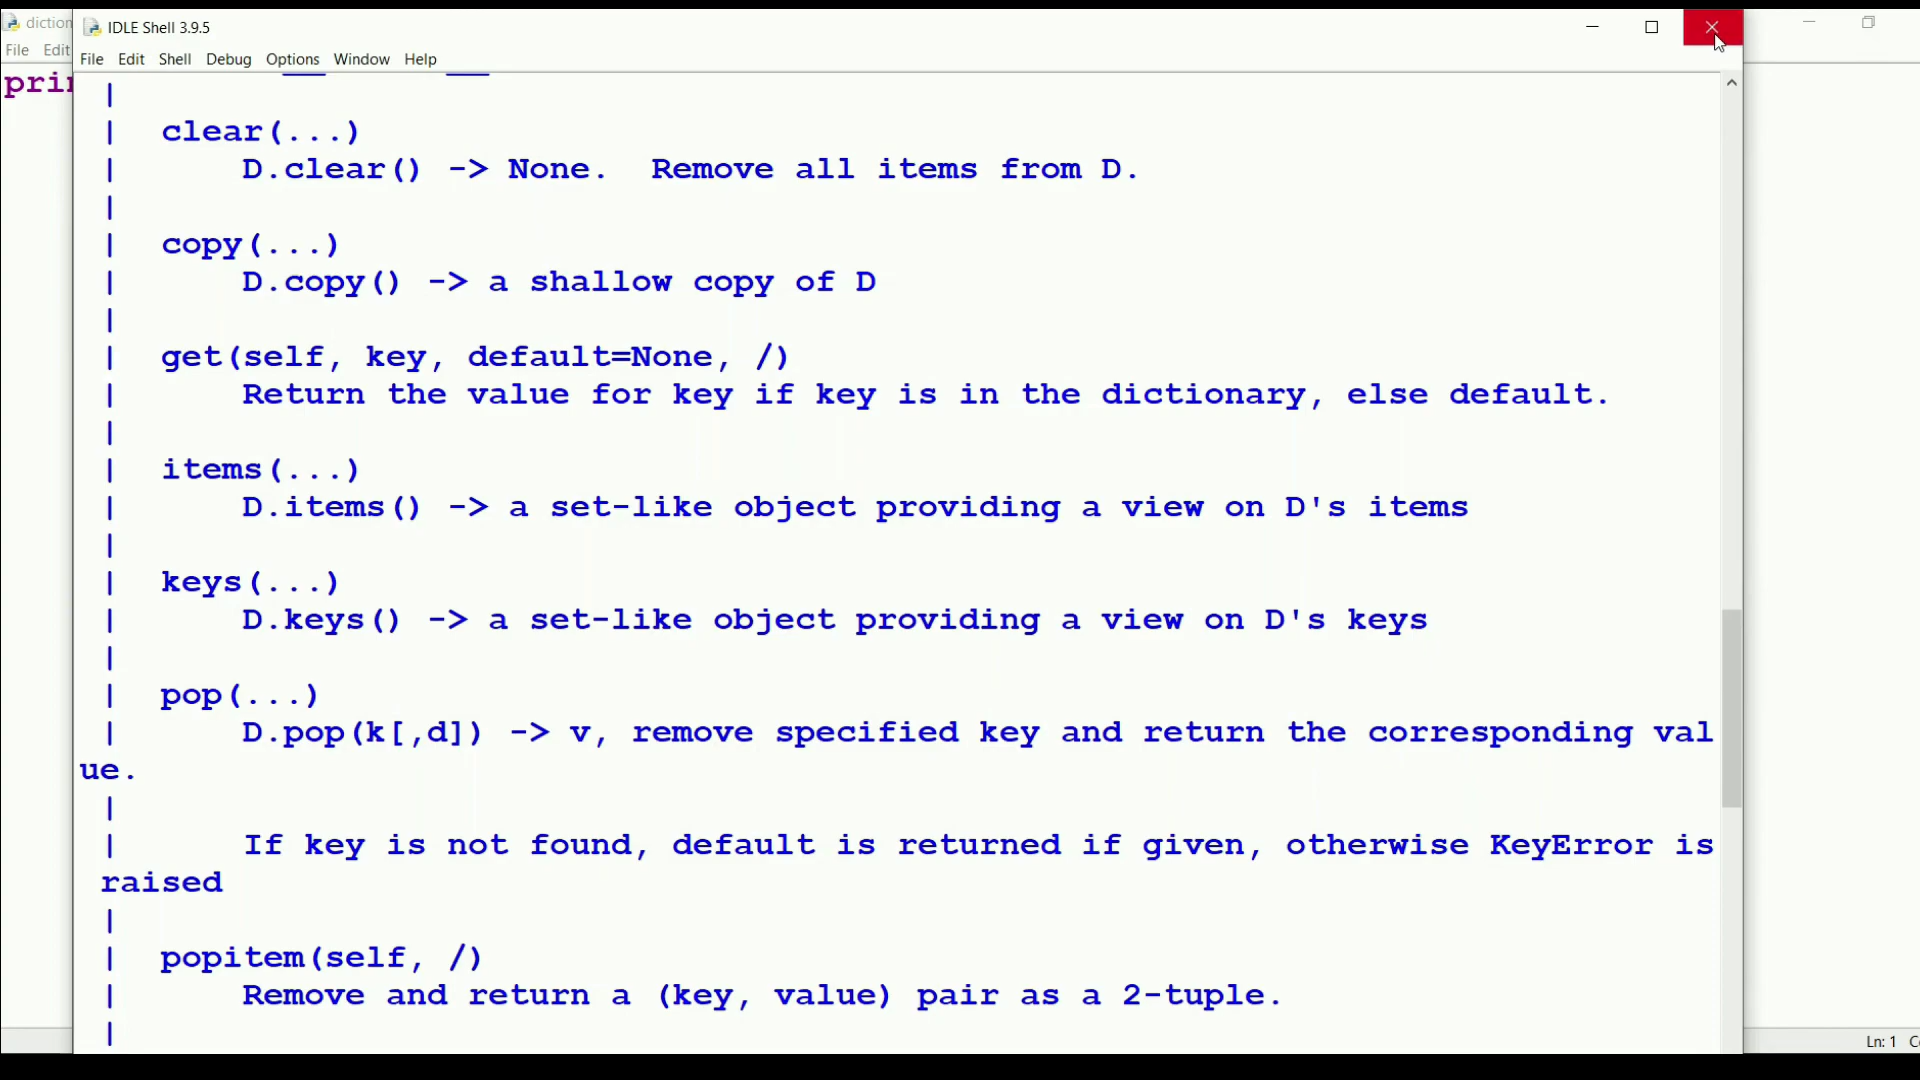 diction
IDLE Shell 3.9.5
File Edit
File Edit Shell Debug Options Window Help
prin
|
| clear(...)
| D.clear() -> None. Remove all items from D.
|
| copy(...)
| D.copy() -> a shallow copy of D
|
| get(self, key, default=None, /)
| Return the value for key if key is in the dictionary, else default.
|
| items(...)
| D.items() -> a set-like object providing a view on D's items
|
| keys(...)
| D.keys() -> a set-like object providing a view on D's keys
|
| pop(...)
| D.pop(k[,d]) -> v, remove specified key and return the corresponding val
ue.
|
| If key is not found, default is returned if given, otherwise KeyError is
raised
|
| popitem(self, /)
| Remove and return a (key, value) pair as a 2-tuple.
|
Ln: 1 C